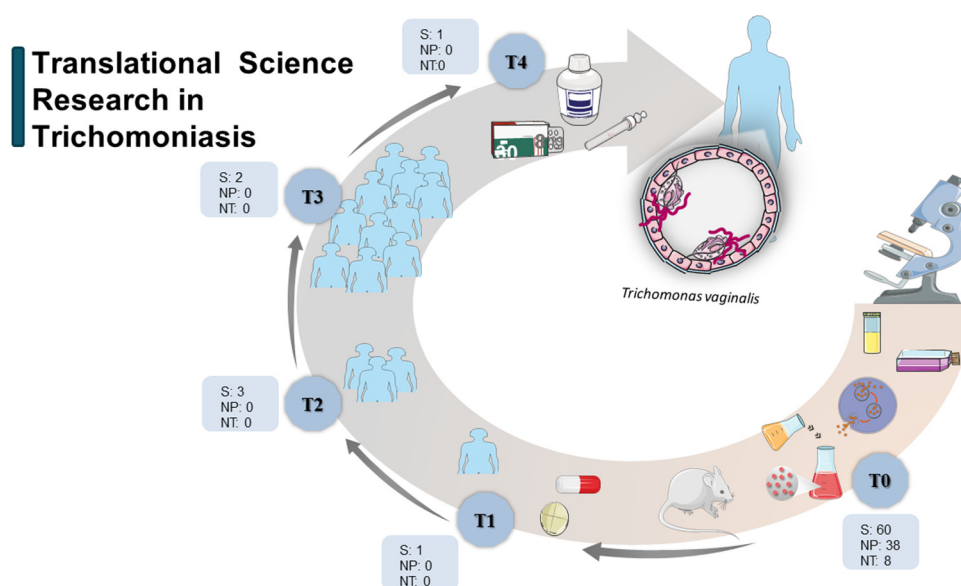 Translational Science
Research in
Trichomoniasis
S: 1
NP: 0
NT:0
T4
S: 2
NP: 0
NT: 0
T3
Trichomonas vaginalis
S: 3
NP: 0
NT: 0
T2
T1
S: 1
NP: 0
NT: 0
T0
S: 60
NP: 38
NT: 8